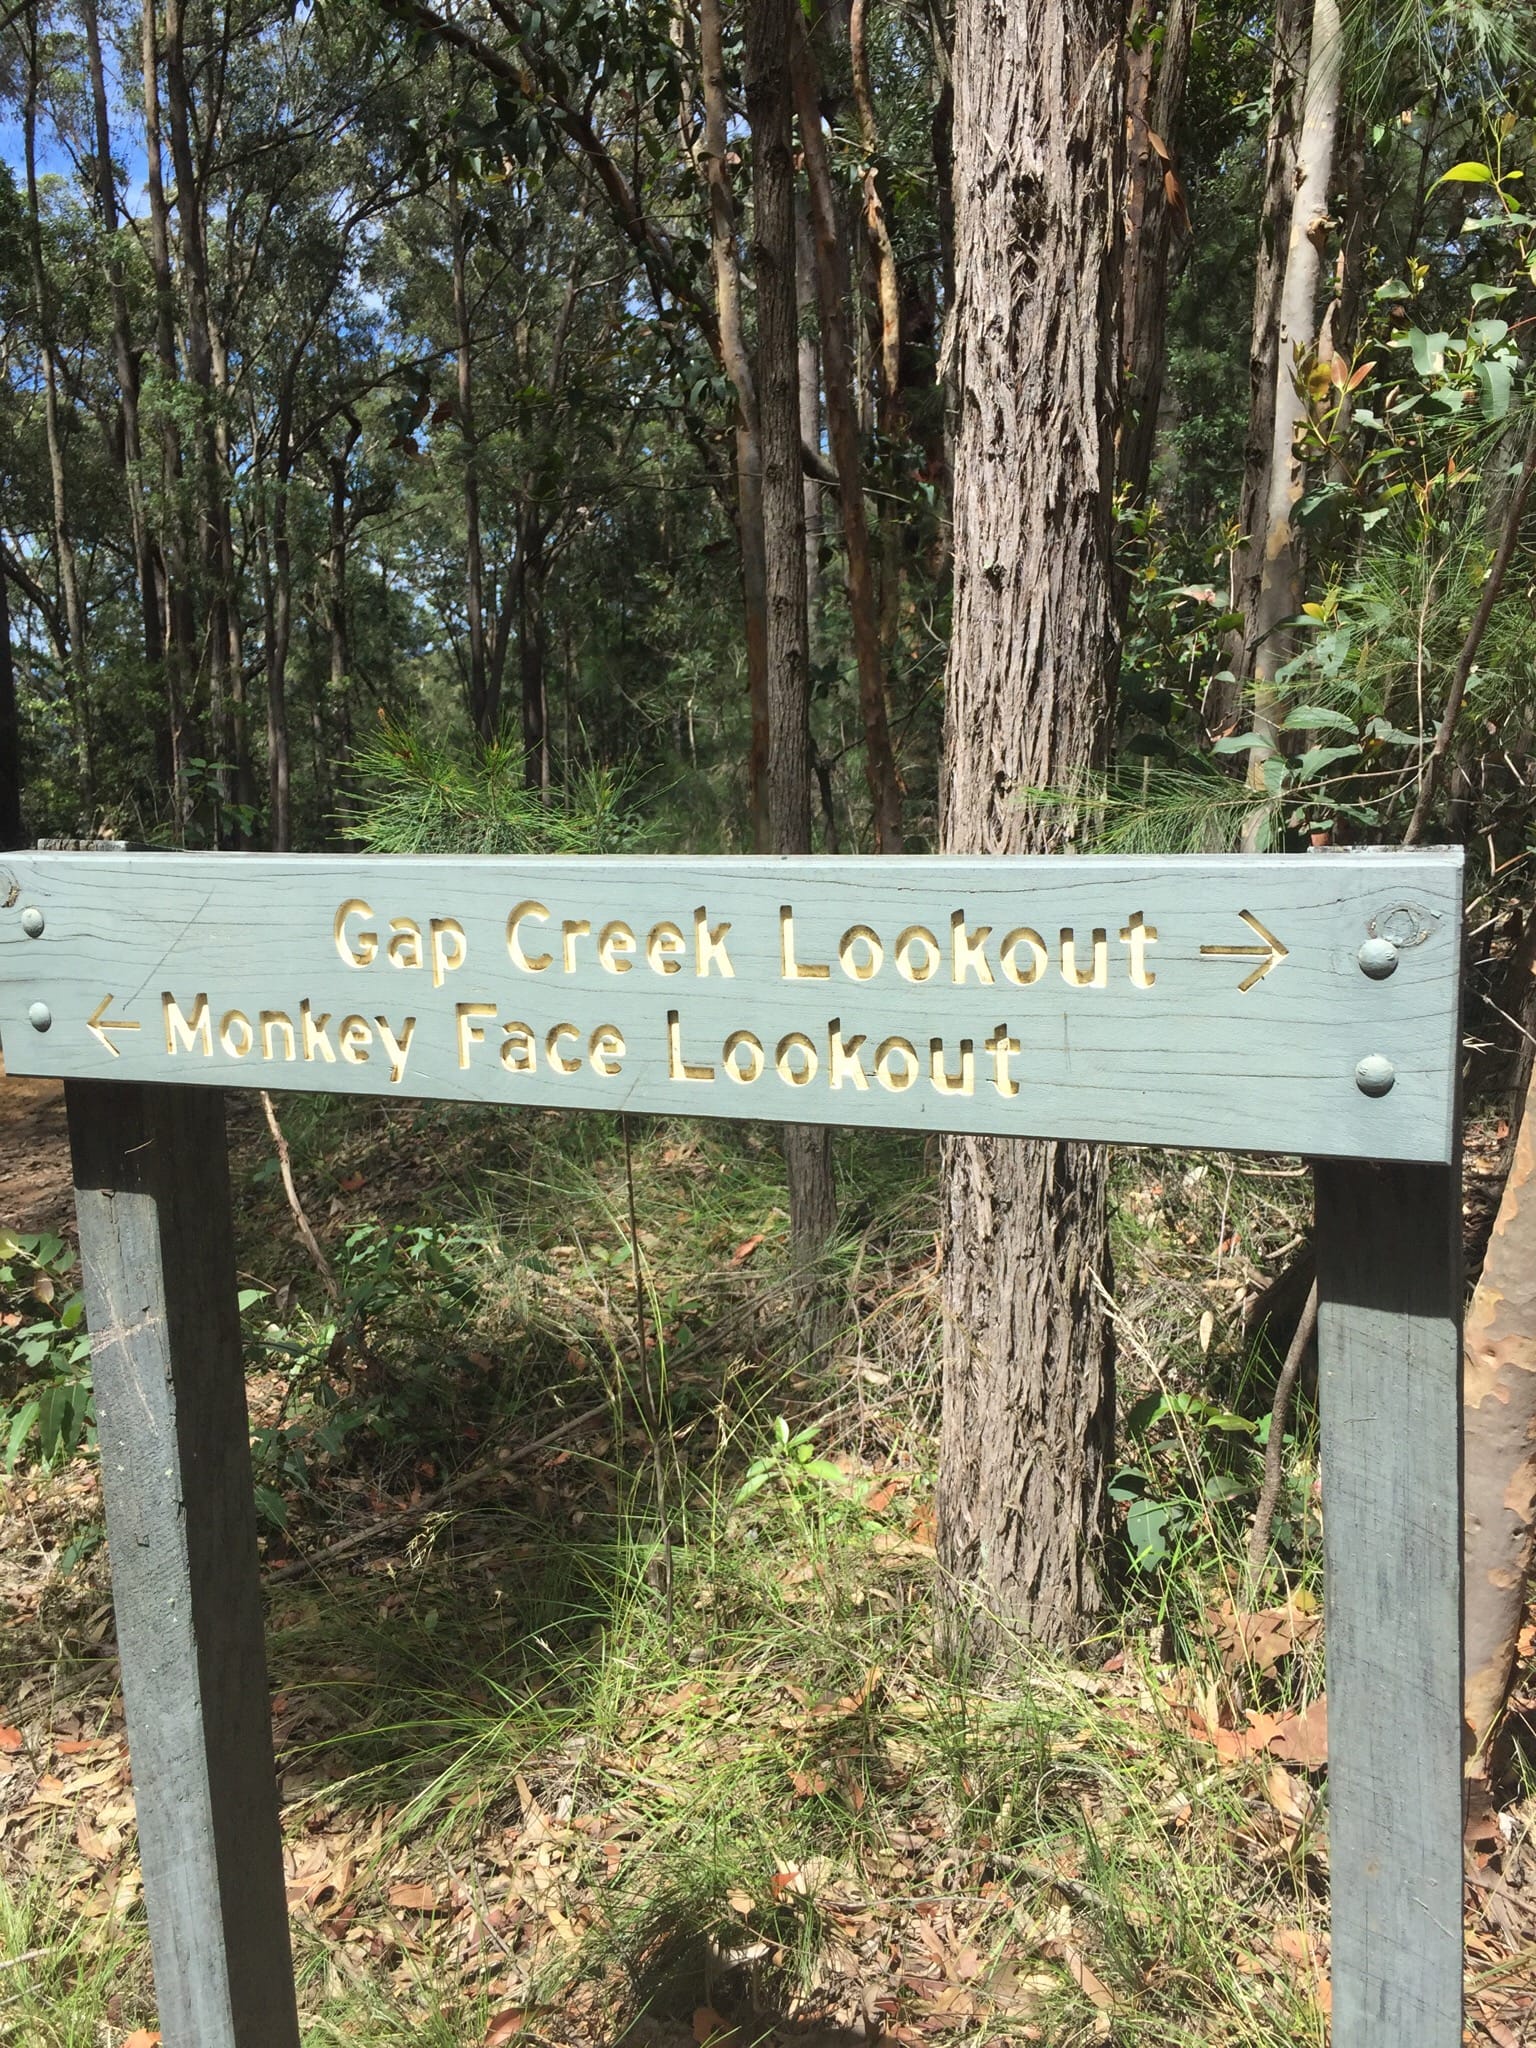 Gap Creek Lookout →
← Monkey Face Lookout